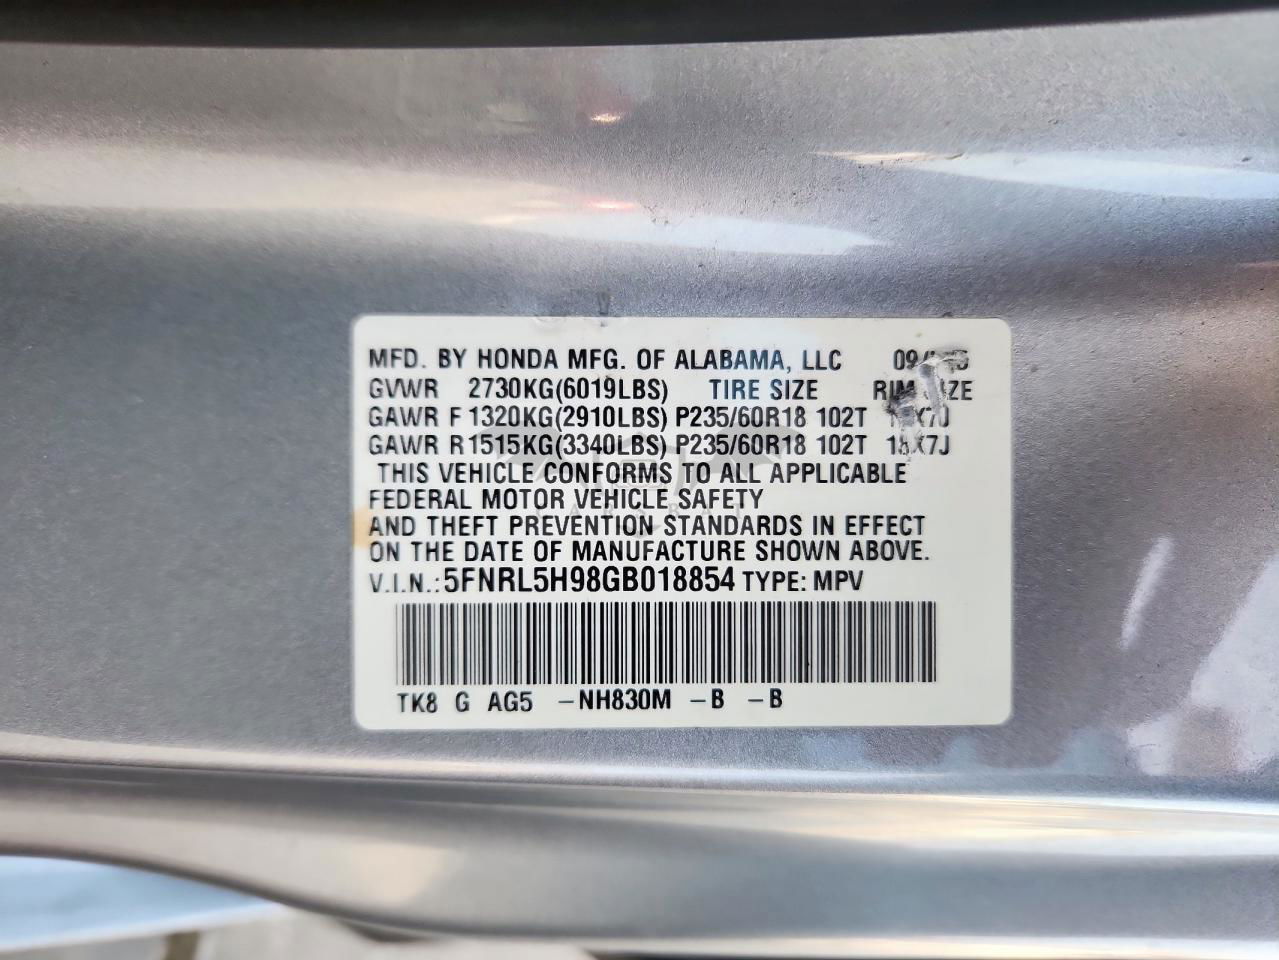 MFD. BY HONDA MFG. OF ALABAMA, LLC
GVWR 2730KG(6019LBS) TIRE SIZE
GAWR F 1320KG(2910LBS) P235/60R18 102T
GAWR R 1515KG(3340LBS) P235/60R18 102T
THIS VEHICLE CONFORMS TO ALL APPLICABLE
FEDERAL MOTOR VEHICLE SAFETY
AND THEFT PREVENTION STANDARDS IN EFFECT
ON THE DATE OF MANUFACTURE SHOWN ABOVE.
V.I.N.: 5FNRL5H98GB018854 TYPE: MPV
TK8 G AG5 -NH830M -B -B